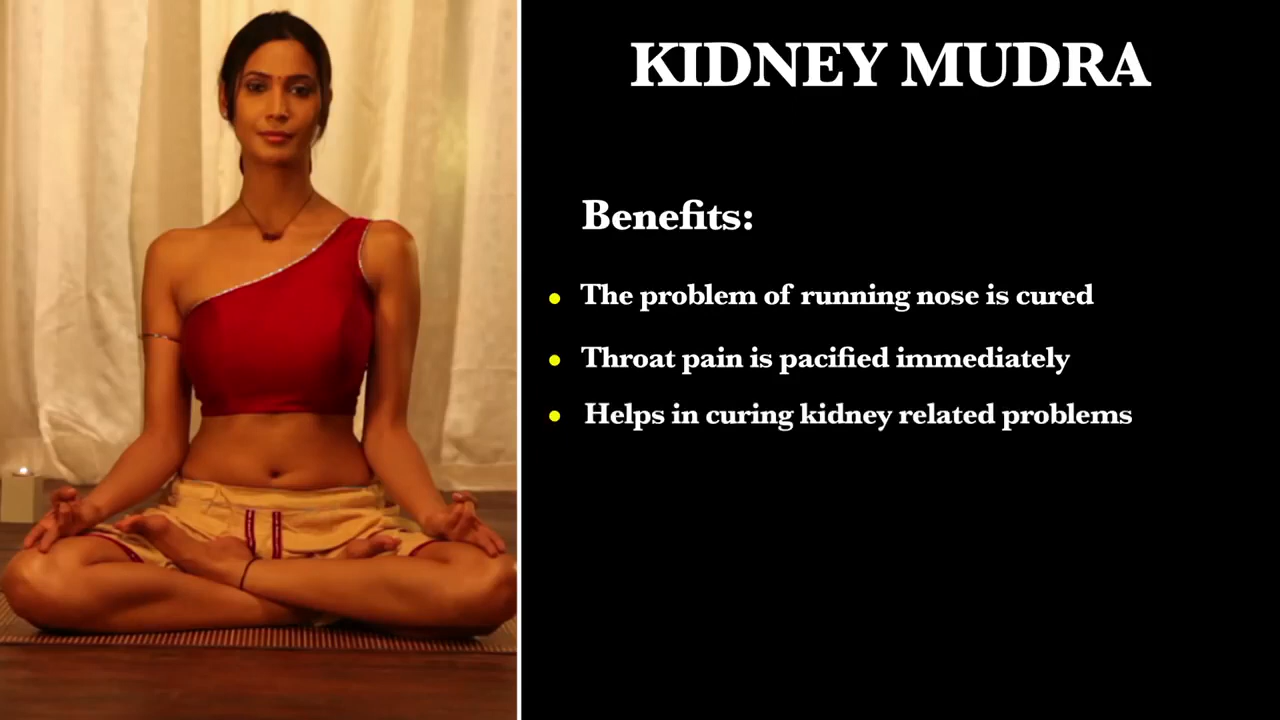 KIDNEY MUDRA
Benefits:
The problem of running nose is cured
Throat pain is pacified immediately
Helps in curing kidney related problems